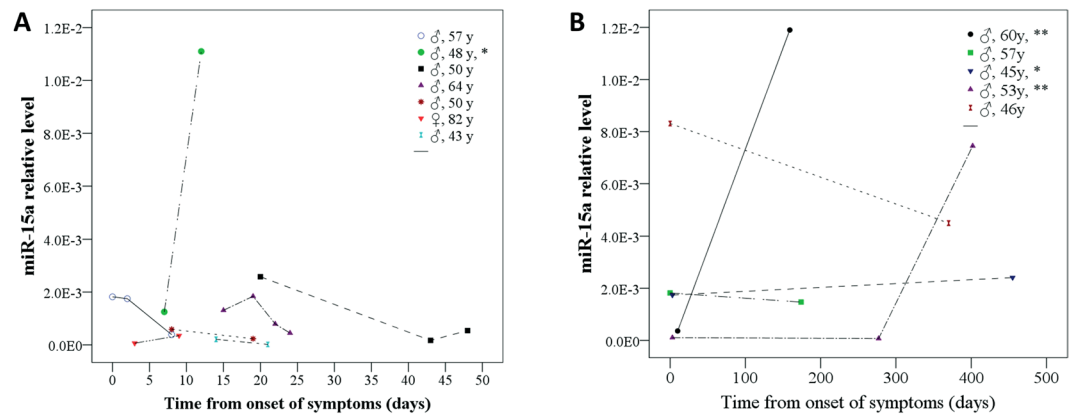 A
miR-15a relative level
1.2E-2
1.0E-2
8.0E-3
6.0E-3
4.0E-3
2.0E-3
0.0E0
♂, 57 y
♂, 48 y, *
♂, 50 y
♂, 64 y
♂, 50 y
♀, 82 y
♂, 43 y
0 5 10 15 20 25 30 35 40 45 50
Time from onset of symptoms (days)
B
miR-15a relative level
1.2E-2
1.0E-2
8.0E-3
6.0E-3
4.0E-3
2.0E-3
0.0E0
♂, 60y, **
♂, 57y
♂, 45y, *
♂, 53y, **
♂, 46y
0 100 200 300 400 500
Time from onset of symptoms (days)